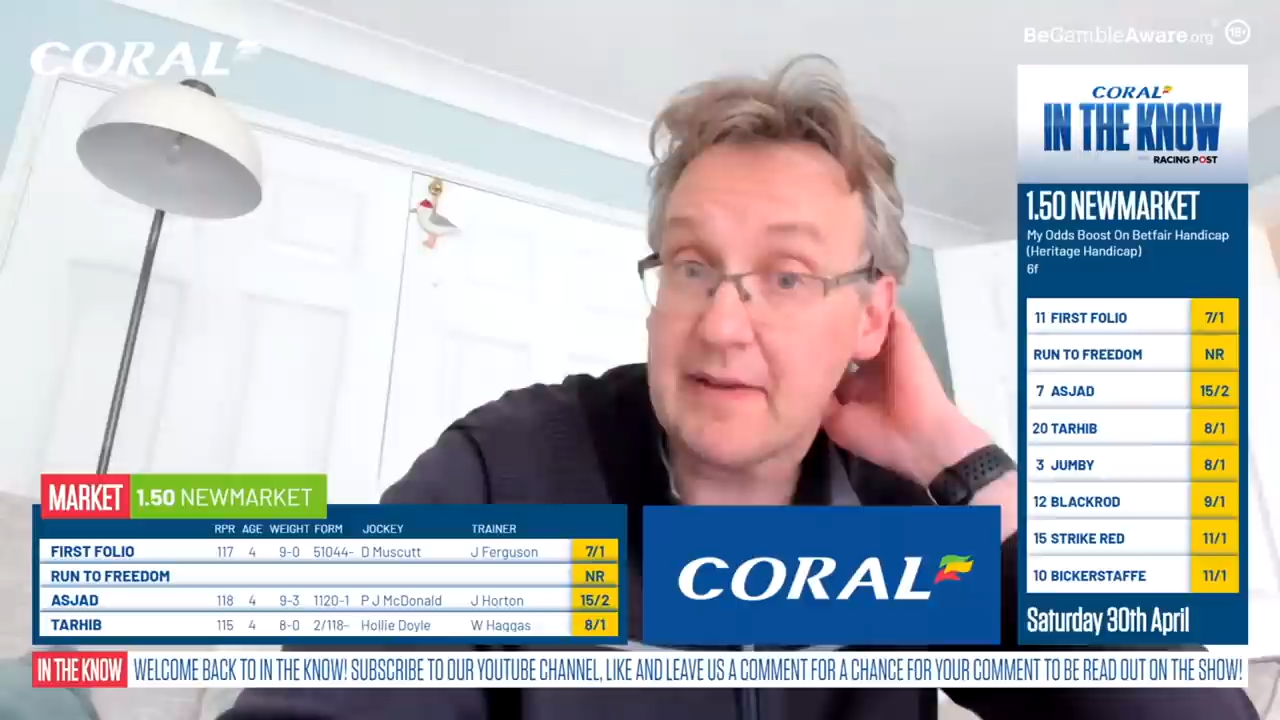 CORAL
BeGambleAware.org 18+
CORAL
IN THE KNOW
RACING POST
1.50 NEWMARKET
My Odds Boost On Betfair Handicap
(Heritage Handicap)
6f
11 FIRST FOLIO 7/1
RUN TO FREEDOM NR
7 ASJAD 15/2
20 TARHIB 8/1
3 JUMBY 8/1
12 BLACKROD 9/1
15 STRIKE RED 11/1
10 BICKERSTAFFE 11/1
Saturday 30th April
MARKET 1.50 NEWMARKET
RPR AGE WEIGHT FORM JOCKEY TRAINER
FIRST FOLIO 117 4 9-0 51044- D Muscutt J Ferguson 7/1
RUN TO FREEDOM NR
ASJAD 118 4 9-3 1120-1 P J McDonald J Horton 15/2
TARHIB 115 4 8-0 2/118- Hollie Doyle W Haggas 8/1
CORAL
IN THE KNOW WELCOME BACK TO IN THE KNOW! SUBSCRIBE TO OUR YOUTUBE CHANNEL, LIKE AND LEAVE US A COMMENT FOR A CHANCE FOR YOUR COMMENT TO BE READ OUT ON THE SHOW!